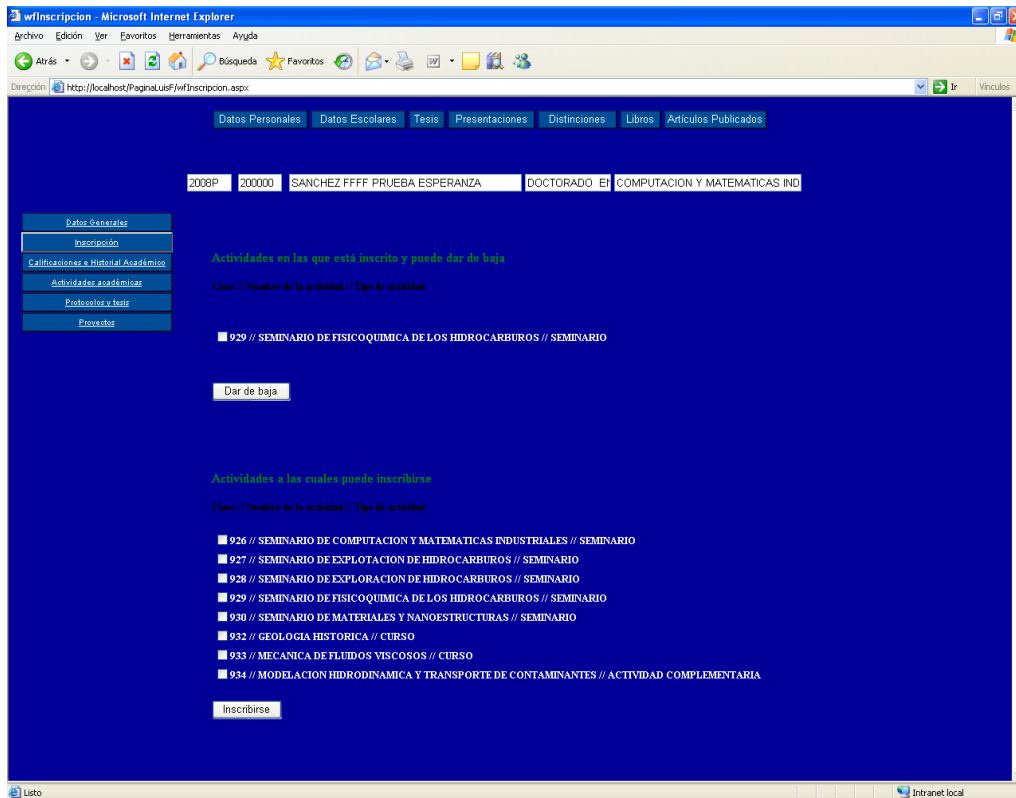 wfInscripcion - Microsoft Internet Explorer
Archivo Edición Ver Favoritos Herramientas Ayuda
Atrás Búsqueda Favoritos
Dirección http://localhost/PaginaLuisF/wfInscripcion.aspx Ir Vínculos
Datos Personales Datos Escolares Tesis Presentaciones Distinciones Libros Artículos Publicados
2008P 200000 SANCHEZ FFFF PRUEBA ESPERANZA DOCTORADO EN COMPUTACION Y MATEMATICAS IND
Datos Generales
Inscripción
Calificaciones e Historial Académico
Actividades académicas
Protocolos y tesis
Proyectos
Actividades en las que está inscrito y puede dar de baja
Clave // Nombre de la actividad // Tipo de actividad
929 // SEMINARIO DE FISICOQUIMICA DE LOS HIDROCARBUROS // SEMINARIO
Dar de baja
Actividades a las cuales puede inscribirse
Clave // Nombre de la actividad // Tipo de actividad
926 // SEMINARIO DE COMPUTACION Y MATEMATICAS INDUSTRIALES // SEMINARIO
927 // SEMINARIO DE EXPLOTACION DE HIDROCARBUROS // SEMINARIO
928 // SEMINARIO DE EXPLORACION DE HIDROCARBUROS // SEMINARIO
929 // SEMINARIO DE FISICOQUIMICA DE LOS HIDROCARBUROS // SEMINARIO
930 // SEMINARIO DE MATERIALES Y NANOESTRUCTURAS // SEMINARIO
932 // GEOLOGIA HISTORICA // CURSO
933 // MECANICA DE FLUIDOS VISCOSOS // CURSO
934 // MODELACION HIDRODINAMICA Y TRANSPORTE DE CONTAMINANTES // ACTIVIDAD COMPLEMENTARIA
Inscribirse
Listo Intranet local